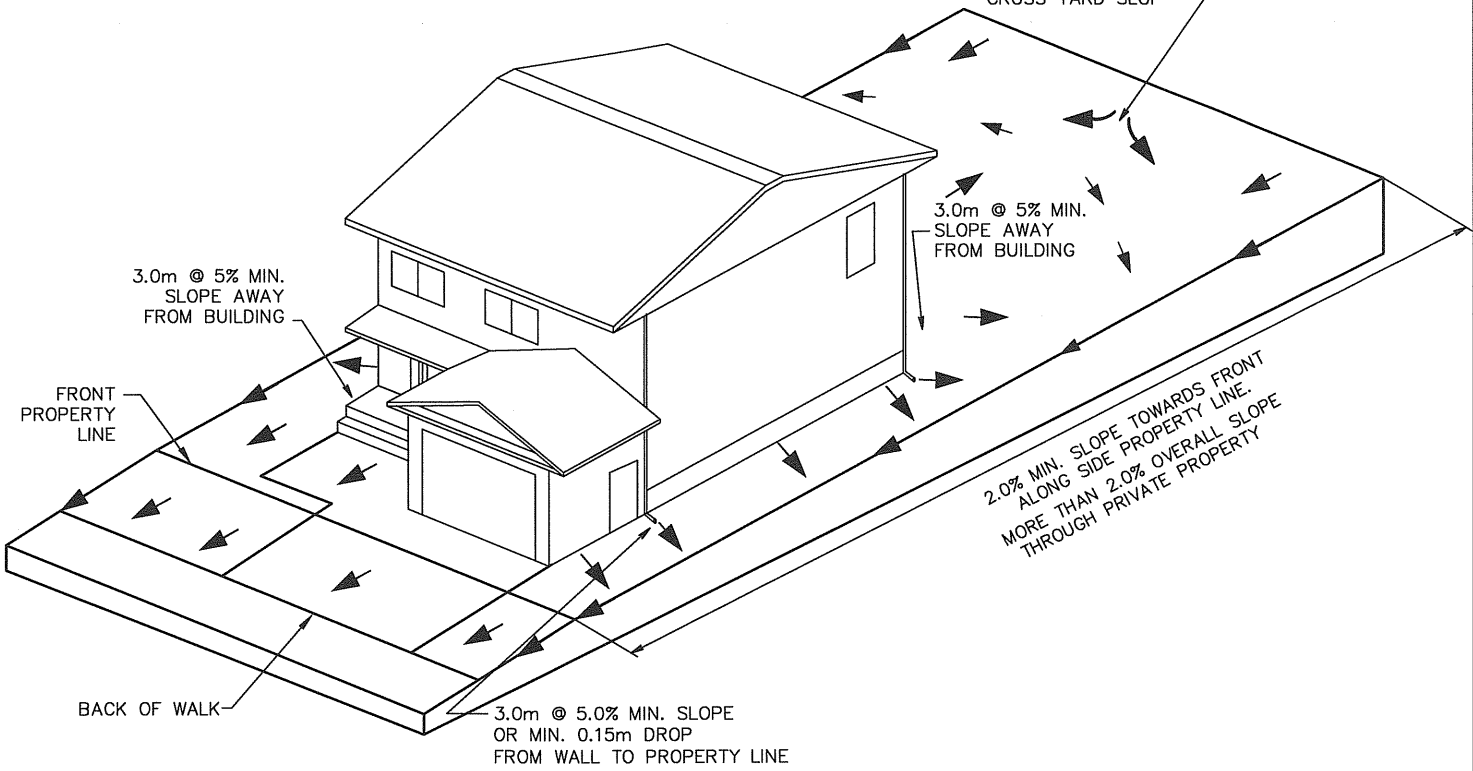 3.0m @ 5% MIN.
SLOPE AWAY
FROM BUILDING
3.0m @ 5% MIN.
SLOPE AWAY
FROM BUILDING
FRONT
PROPERTY
LINE
2.0% MIN. SLOPE TOWARDS FRONT
ALONG SIDE PROPERTY LINE.
MORE THAN 2.0% OVERALL SLOPE
THROUGH PRIVATE PROPERTY
BACK OF WALK
3.0m @ 5.0% MIN. SLOPE
OR MIN. 0.15m DROP
FROM WALL TO PROPERTY LINE